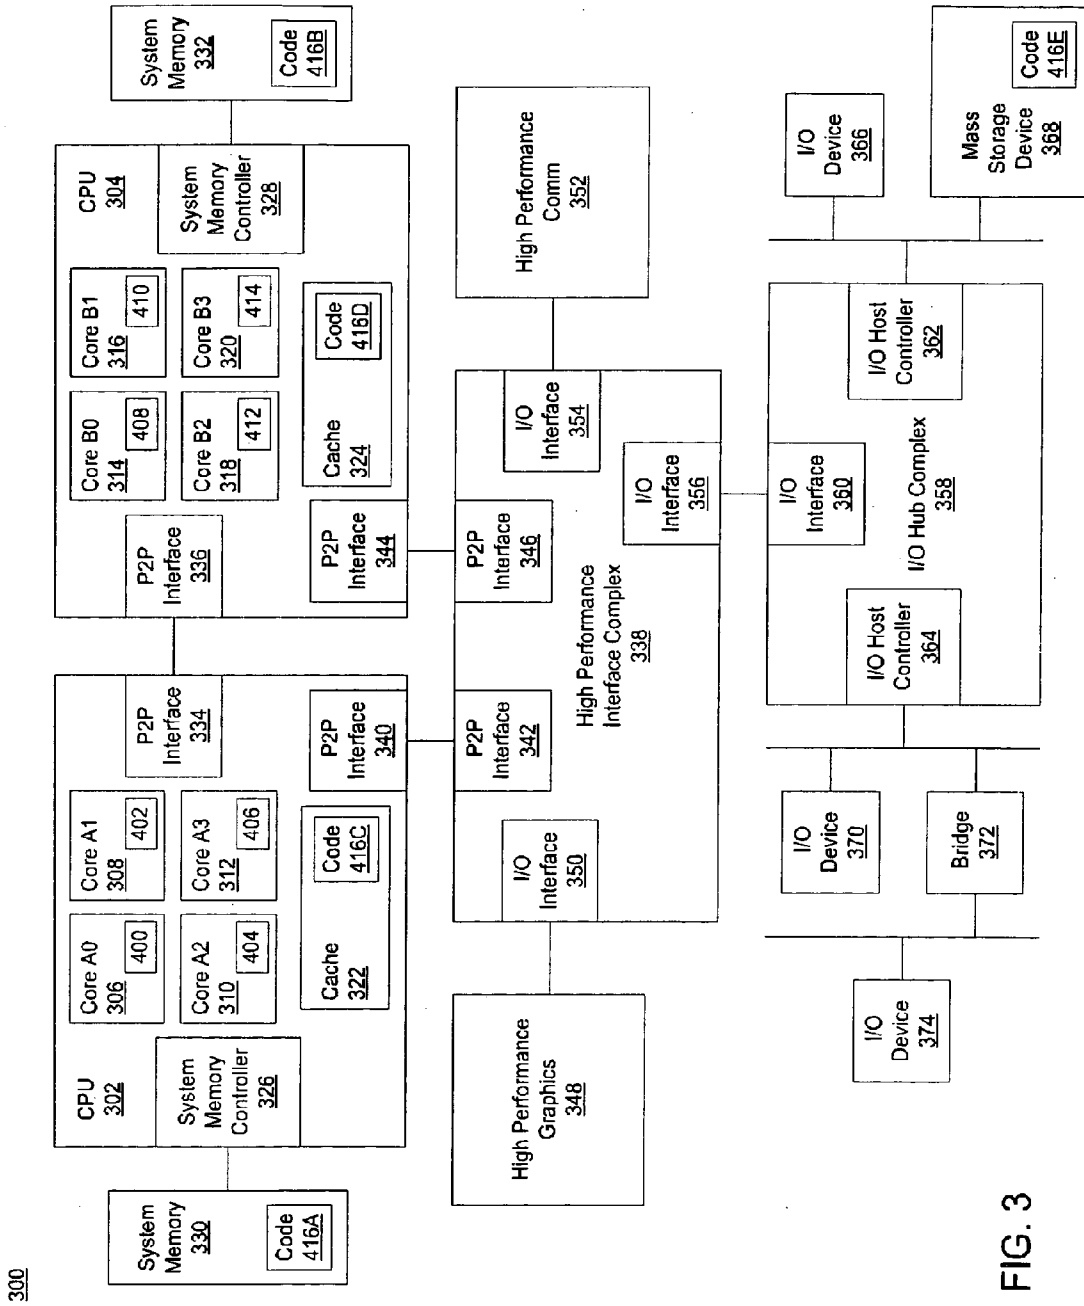 300
System
Memory
330
Code
416A
CPU
302
System
Memory
Controller
326
Core A0
306
400
Core A1
308
402
Core A2
310
404
Core A3
312
406
Cache
322
Code
416C
P2P
Interface
334
P2P
Interface
340
P2P
Interface
336
P2P
Interface
344
Core B0
314
408
Core B1
316
410
Core B2
318
412
Core B3
320
414
Cache
324
Code
416D
CPU
304
System
Memory
Controller
328
System
Memory
332
Code
416B
High Performance
Graphics
348
I/O
Interface
350
P2P
Interface
342
High Performance
Interface Complex
338
P2P
Interface
346
I/O
Interface
354
I/O
Interface
356
High Performance
Comm
352
I/O
Device
374
I/O
Device
370
Bridge
372
I/O Host
Controller
364
I/O
Interface
360
I/O Hub Complex
358
I/O Host
Controller
362
I/O
Device
366
Mass
Storage
Device
368
Code
416E
FIG. 3